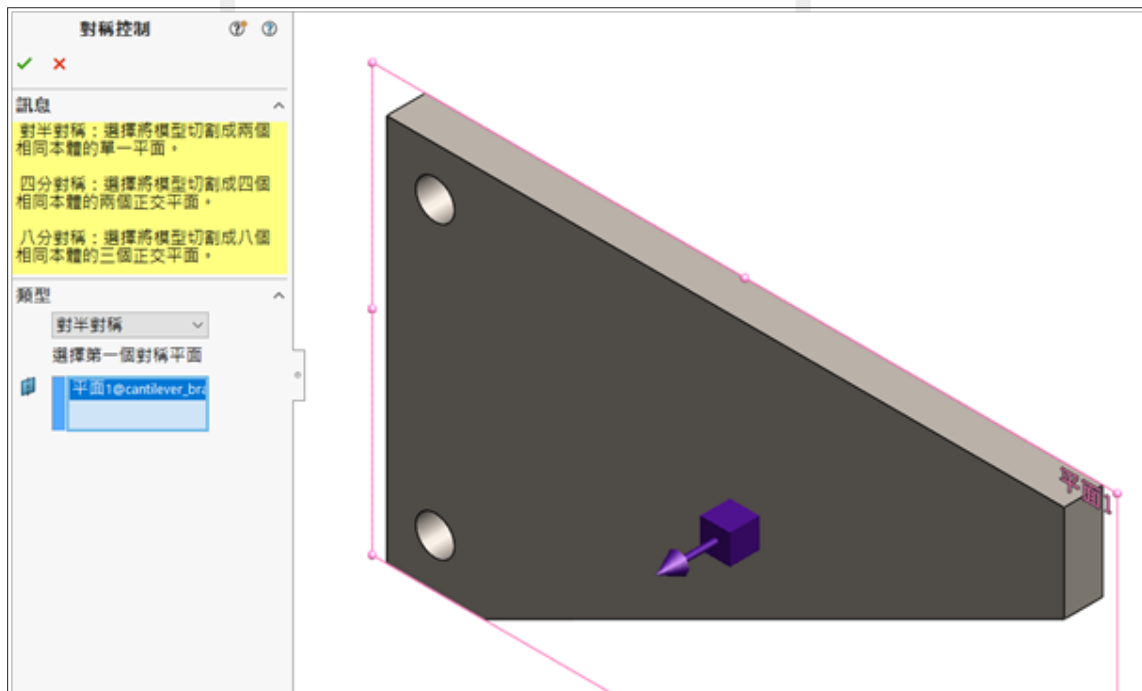 對稱控制
訊息
對半對稱：選擇將模型切割成兩個
相同本體的單一平面。
四分對稱：選擇將模型切割成四個
相同本體的兩個正交平面。
八分對稱：選擇將模型切割成八個
相同本體的三個正交平面。
類型
對半對稱
選擇第一個對稱平面
平面1@cantilever_bra
平面1